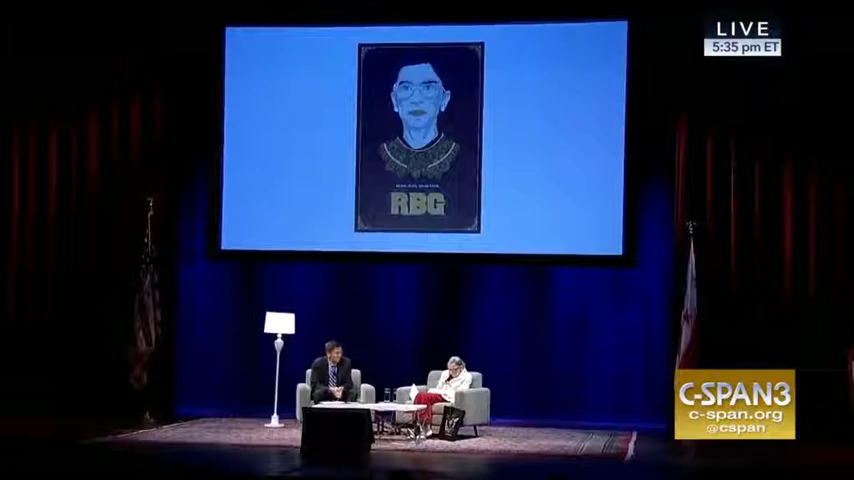 LIVE
5:35 pm ET
RBG
C-SPAN3
c-span.org
@cspan